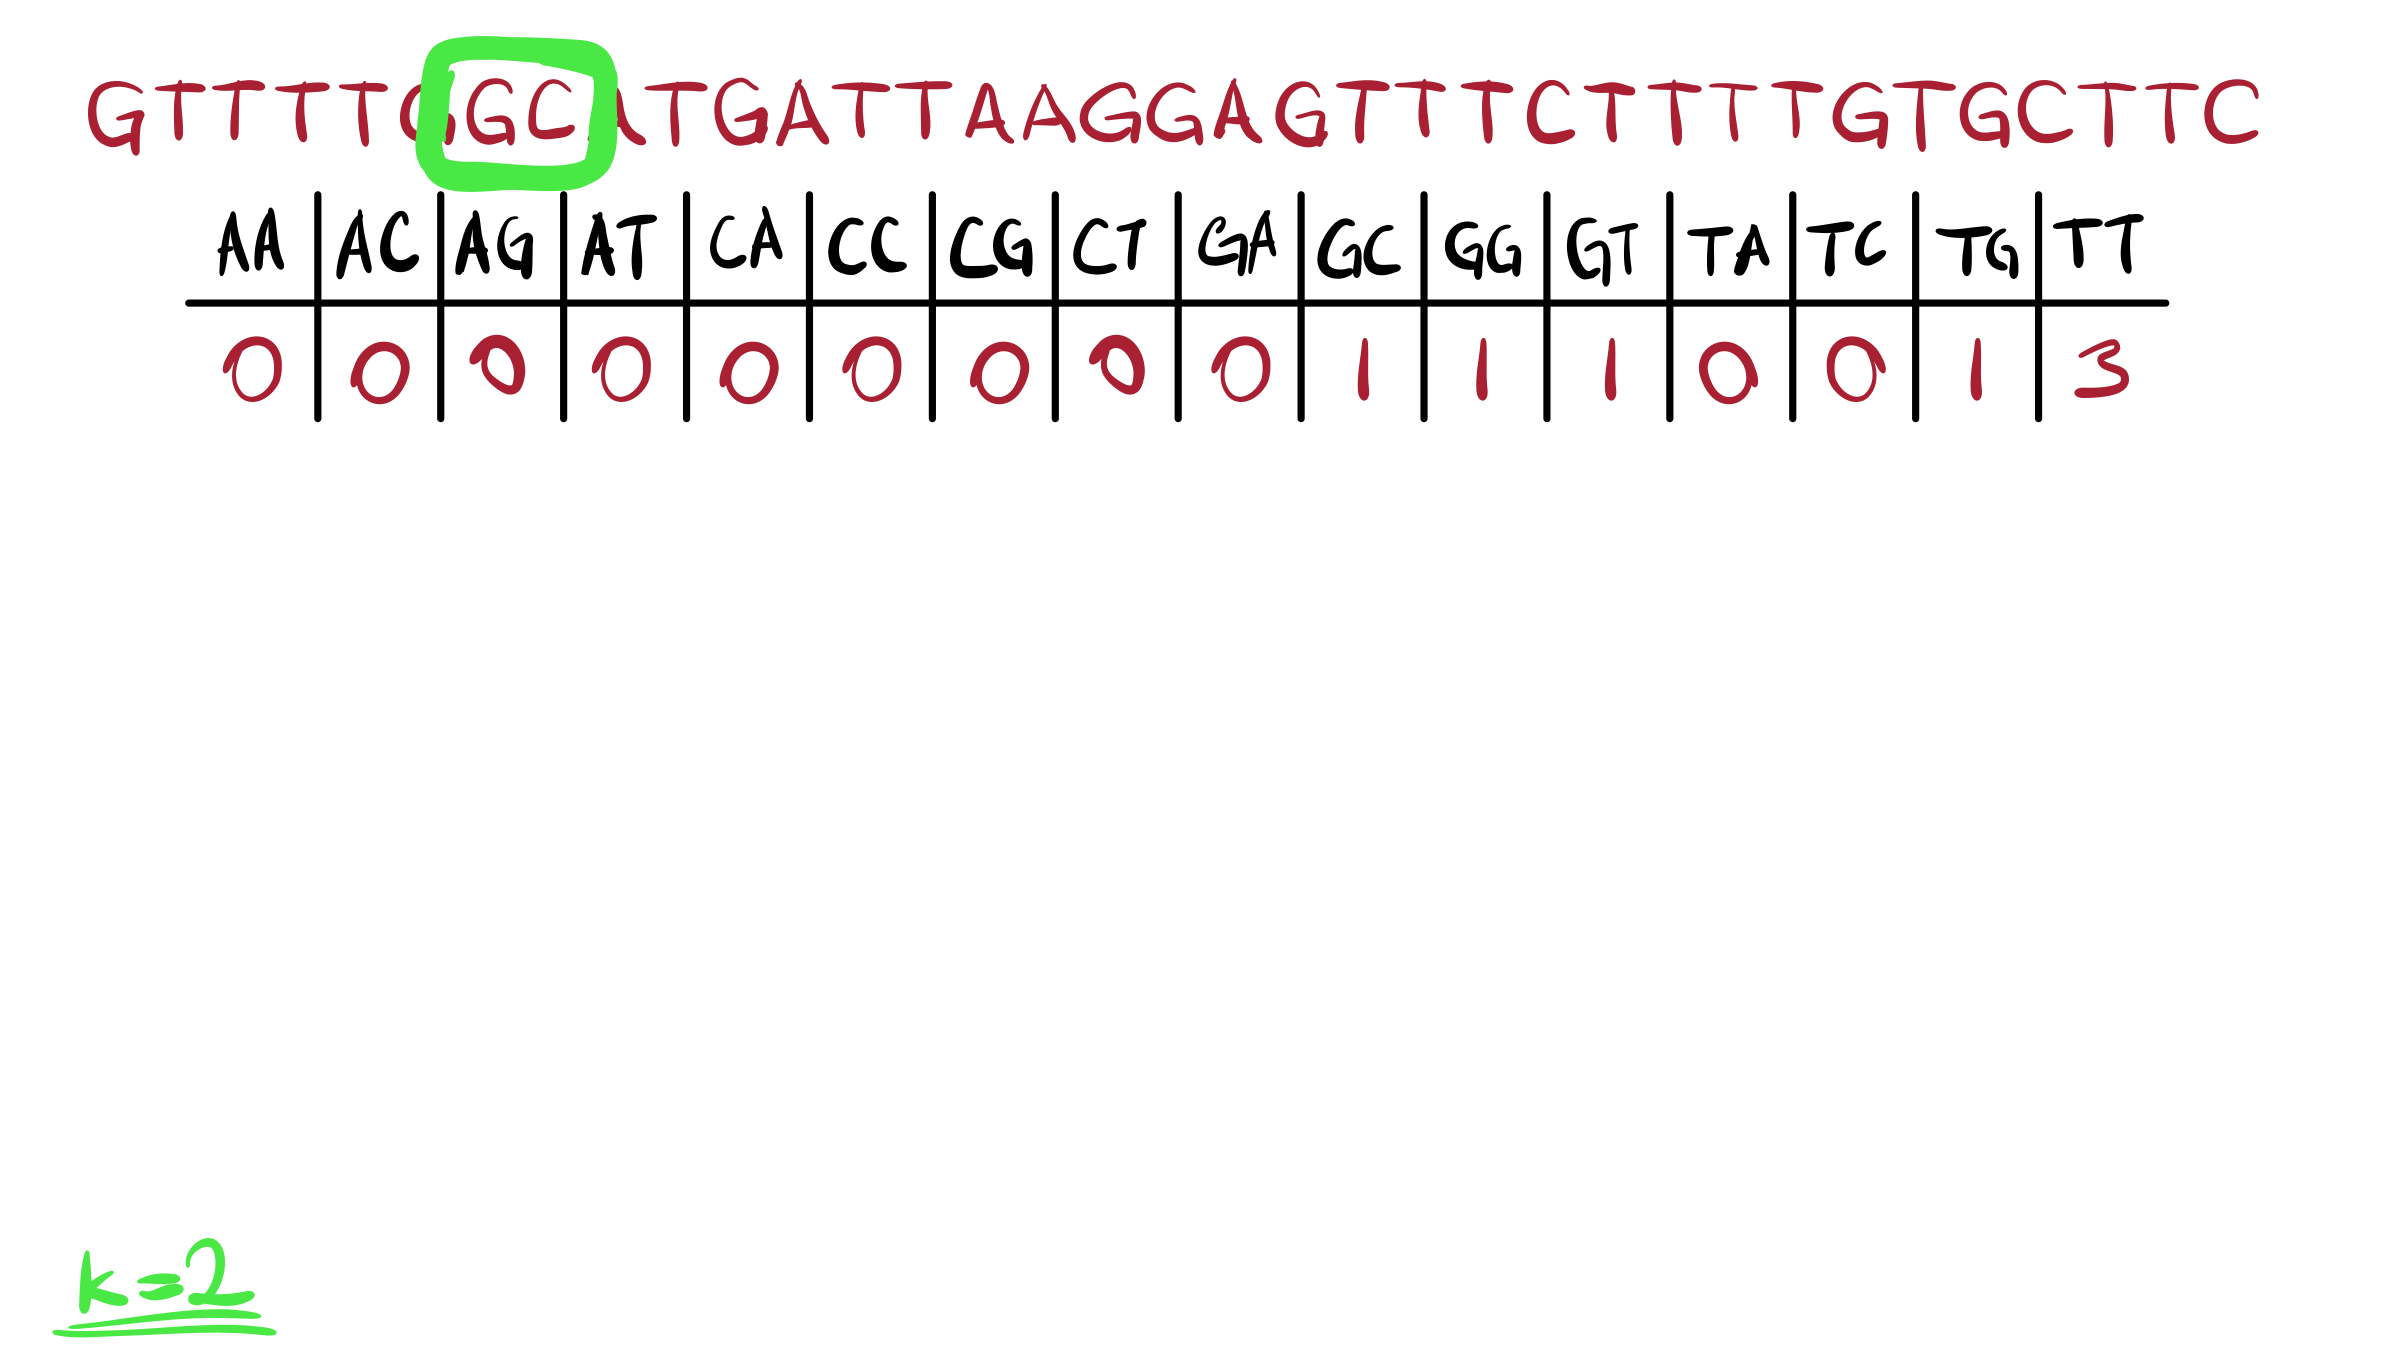 GTTTTGGCATGATTAAGGAGTTTCTTTTGTGCTTC
AA AC AG AT CA CC CG CT GA GC GG GT TA TC TG TT
0 0 0 0 0 0 0 0 0 1 1 1 0 0 1 3
k=2